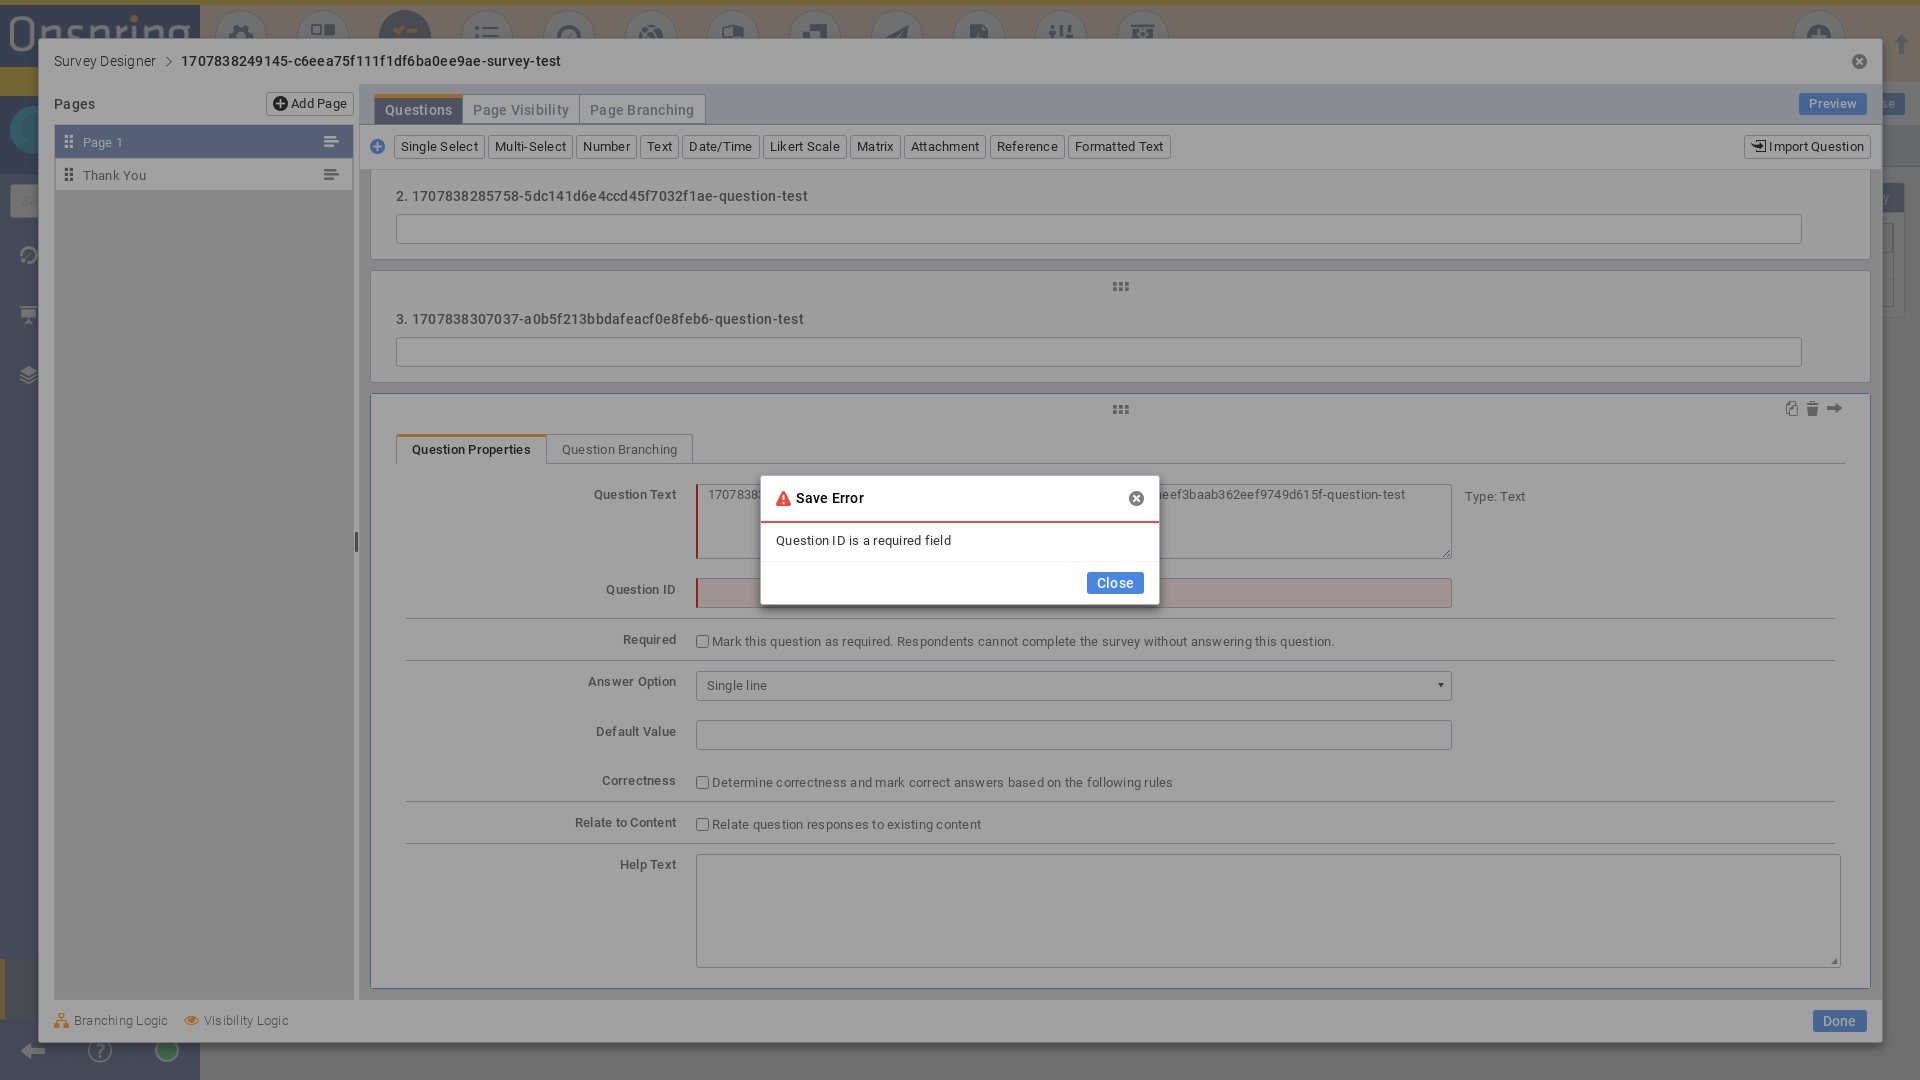 Onspring
Survey Designer > 1707838249145-c6eea75f111f1df6ba0ee9ae-survey-test
Pages
Add Page
Questions
Page Visibility
Page Branching
Preview
Page 1
Thank You
Single Select
Multi-Select
Number
Text
Date/Time
Likert Scale
Matrix
Attachment
Reference
Formatted Text
Import Question
2. 1707838285758-5dc141d6e4ccd45f7032f1ae-question-test
3. 1707838307037-a0b5f213bbdafeacf0e8feb6-question-test
Question Properties
Question Branching
Question Text
eef3baab362eef9749d615f-question-test
Type: Text
Save Error
Question ID is a required field
Close
Question ID
Required
Mark this question as required. Respondents cannot complete the survey without answering this question.
Answer Option
Single line
Default Value
Correctness
Determine correctness and mark correct answers based on the following rules
Relate to Content
Relate question responses to existing content
Help Text
Branching Logic
Visibility Logic
Done